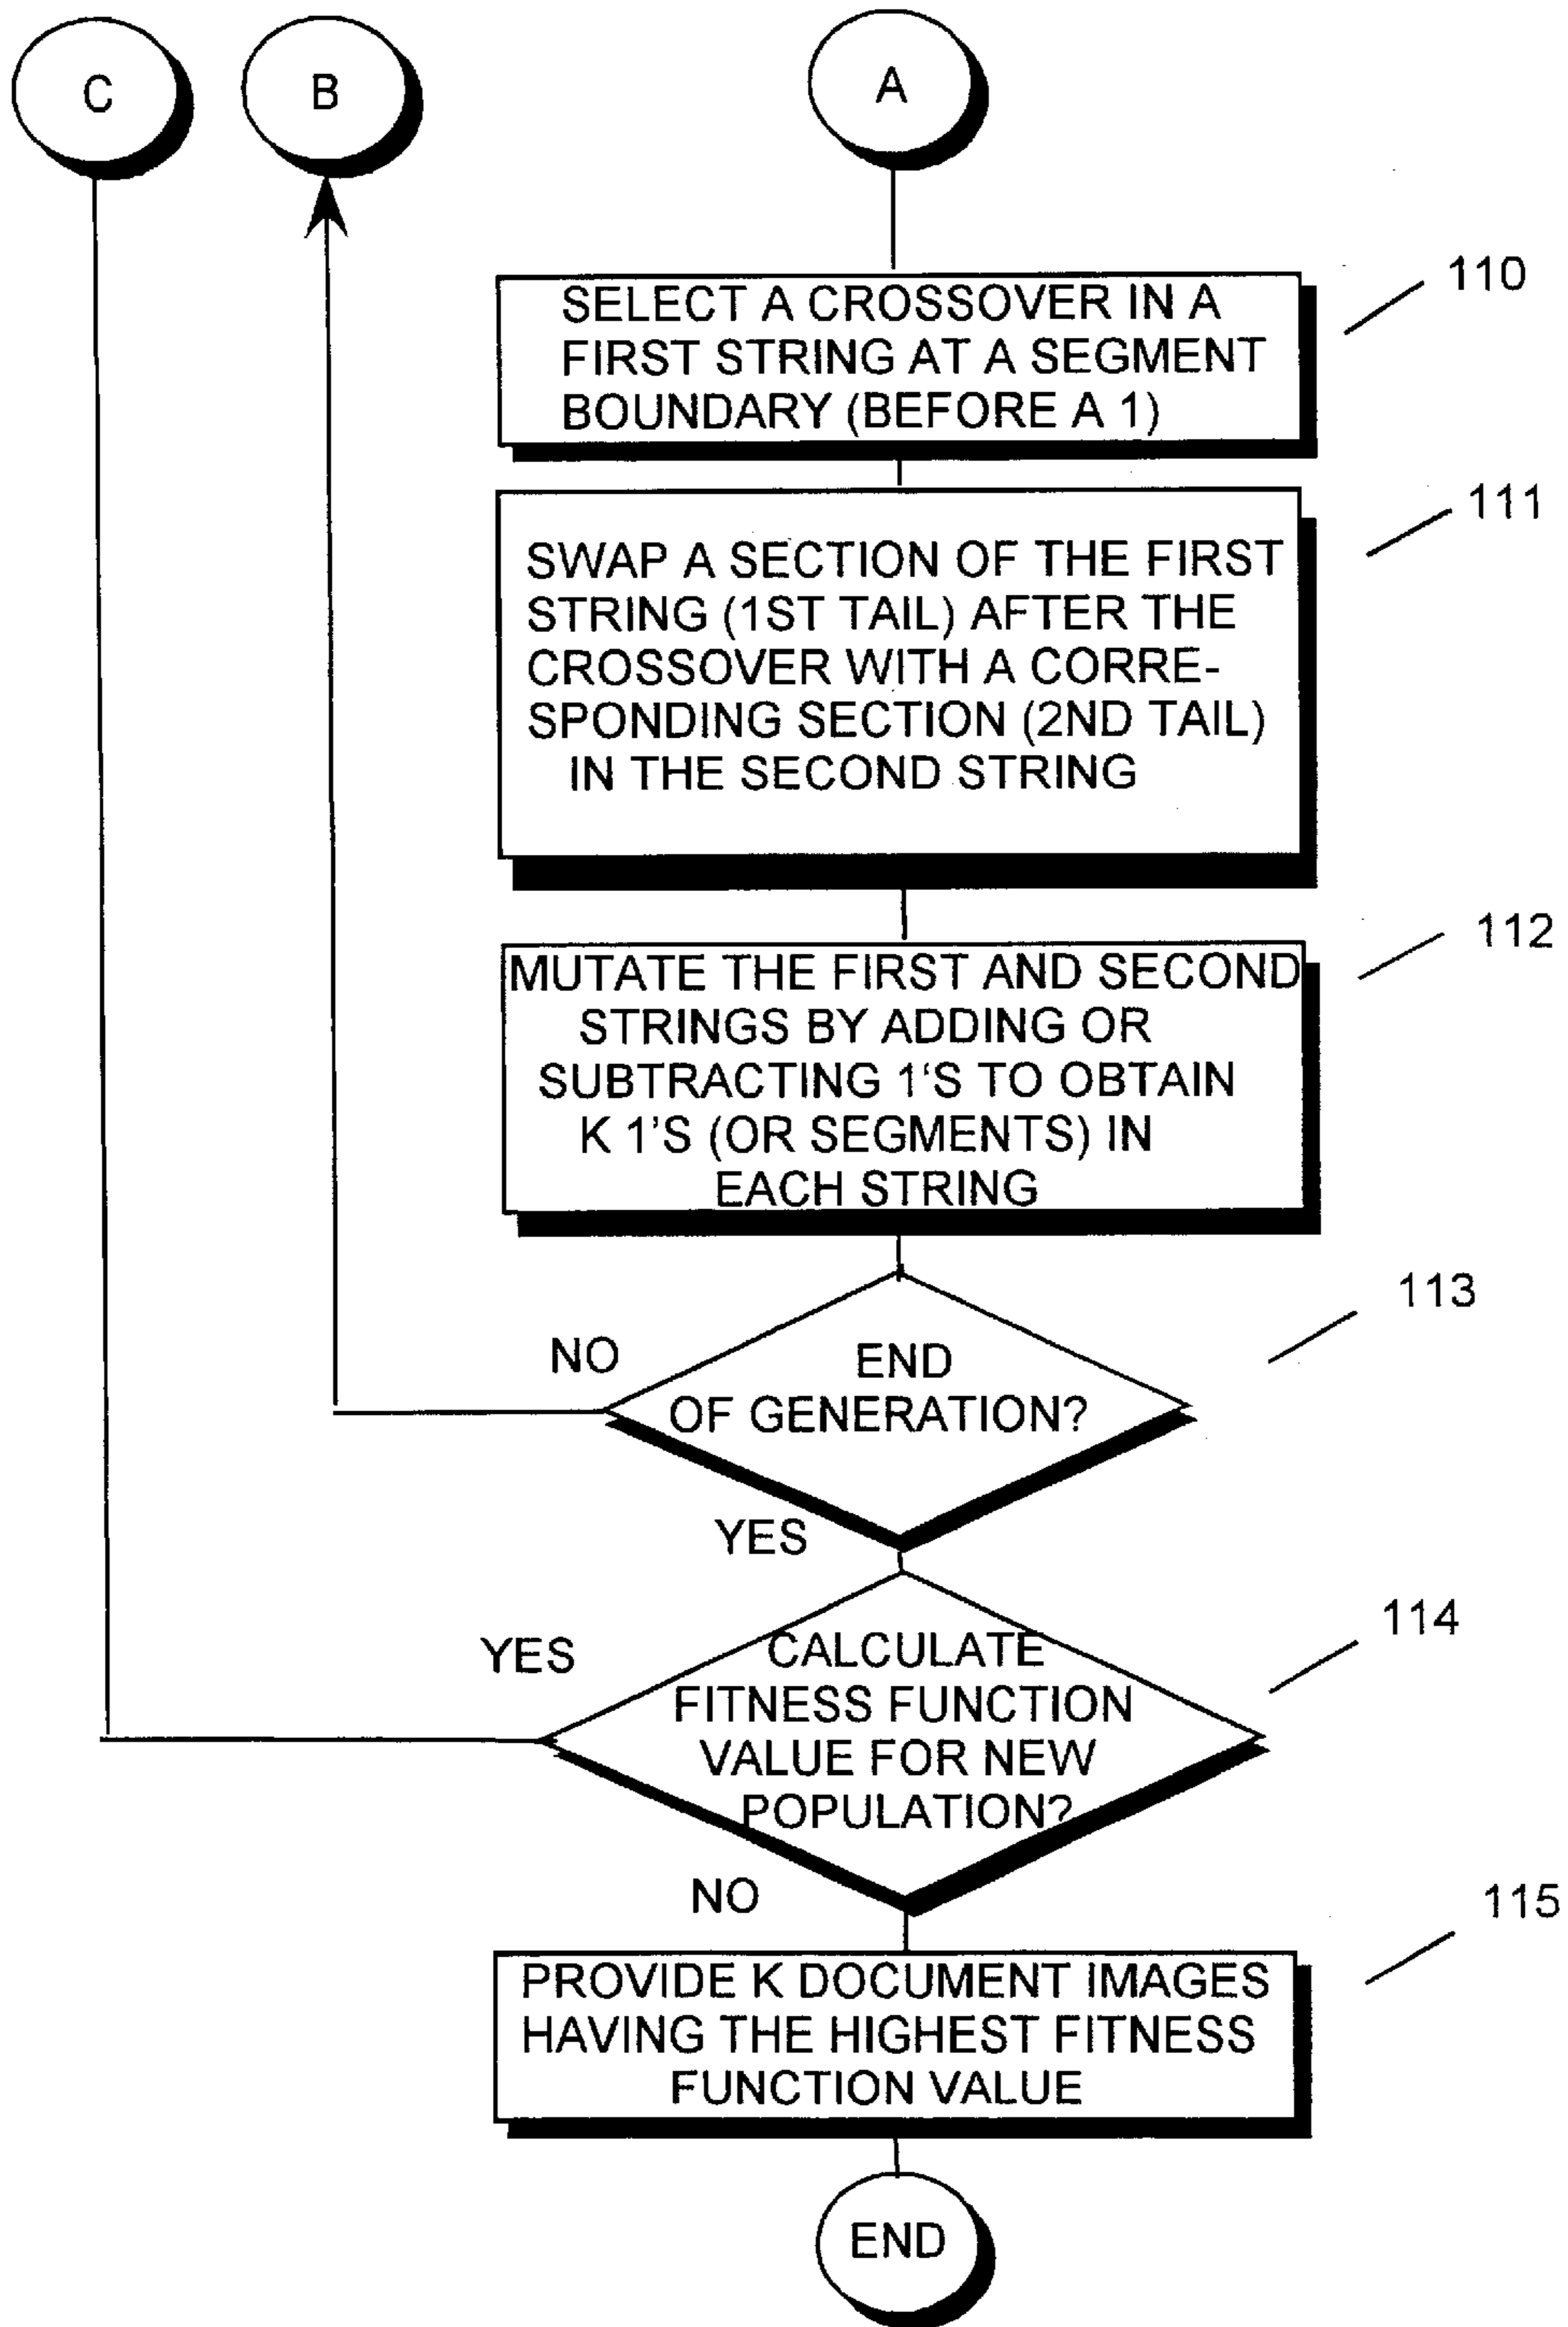 C
B
A
110
SELECT A CROSSOVER IN A
FIRST STRING AT A SEGMENT
BOUNDARY (BEFORE A 1)
111
SWAP A SECTION OF THE FIRST
STRING (1ST TAIL) AFTER THE
CROSSOVER WITH A CORRE-
SPONDING SECTION (2ND TAIL)
IN THE SECOND STRING
112
MUTATE THE FIRST AND SECOND
STRINGS BY ADDING OR
SUBTRACTING 1'S TO OBTAIN
K 1'S (OR SEGMENTS) IN
EACH STRING
113
NO
END
OF GENERATION?
YES
114
YES
CALCULATE
FITNESS FUNCTION
VALUE FOR NEW
POPULATION?
NO
115
PROVIDE K DOCUMENT IMAGES
HAVING THE HIGHEST FITNESS
FUNCTION VALUE
END